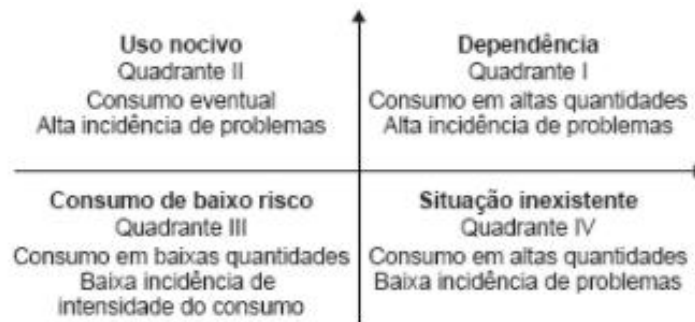 Uso nocivo
Quadrante II
Consumo eventual
Alta incidência de problemas
Dependência
Quadrante I
Consumo em altas quantidades
Alta incidência de problemas
Consumo de baixo risco
Quadrante III
Consumo em baixas quantidades
Baixa incidência de
intensidade do consumo
Situação inexistente
Quadrante IV
Consumo em altas quantidades
Baixa incidência de problemas